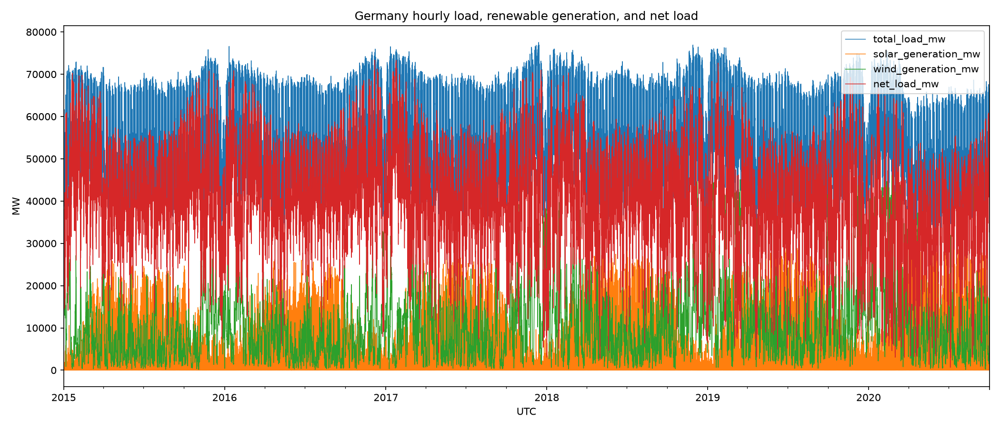 Germany hourly load, renewable generation, and net load
80000
70000
60000
50000
40000
30000
20000
10000
0
MW
total_load_mw
solar_generation_mw
wind_generation_mw
net_load_mw
2015 2016 2017 2018 2019 2020
UTC